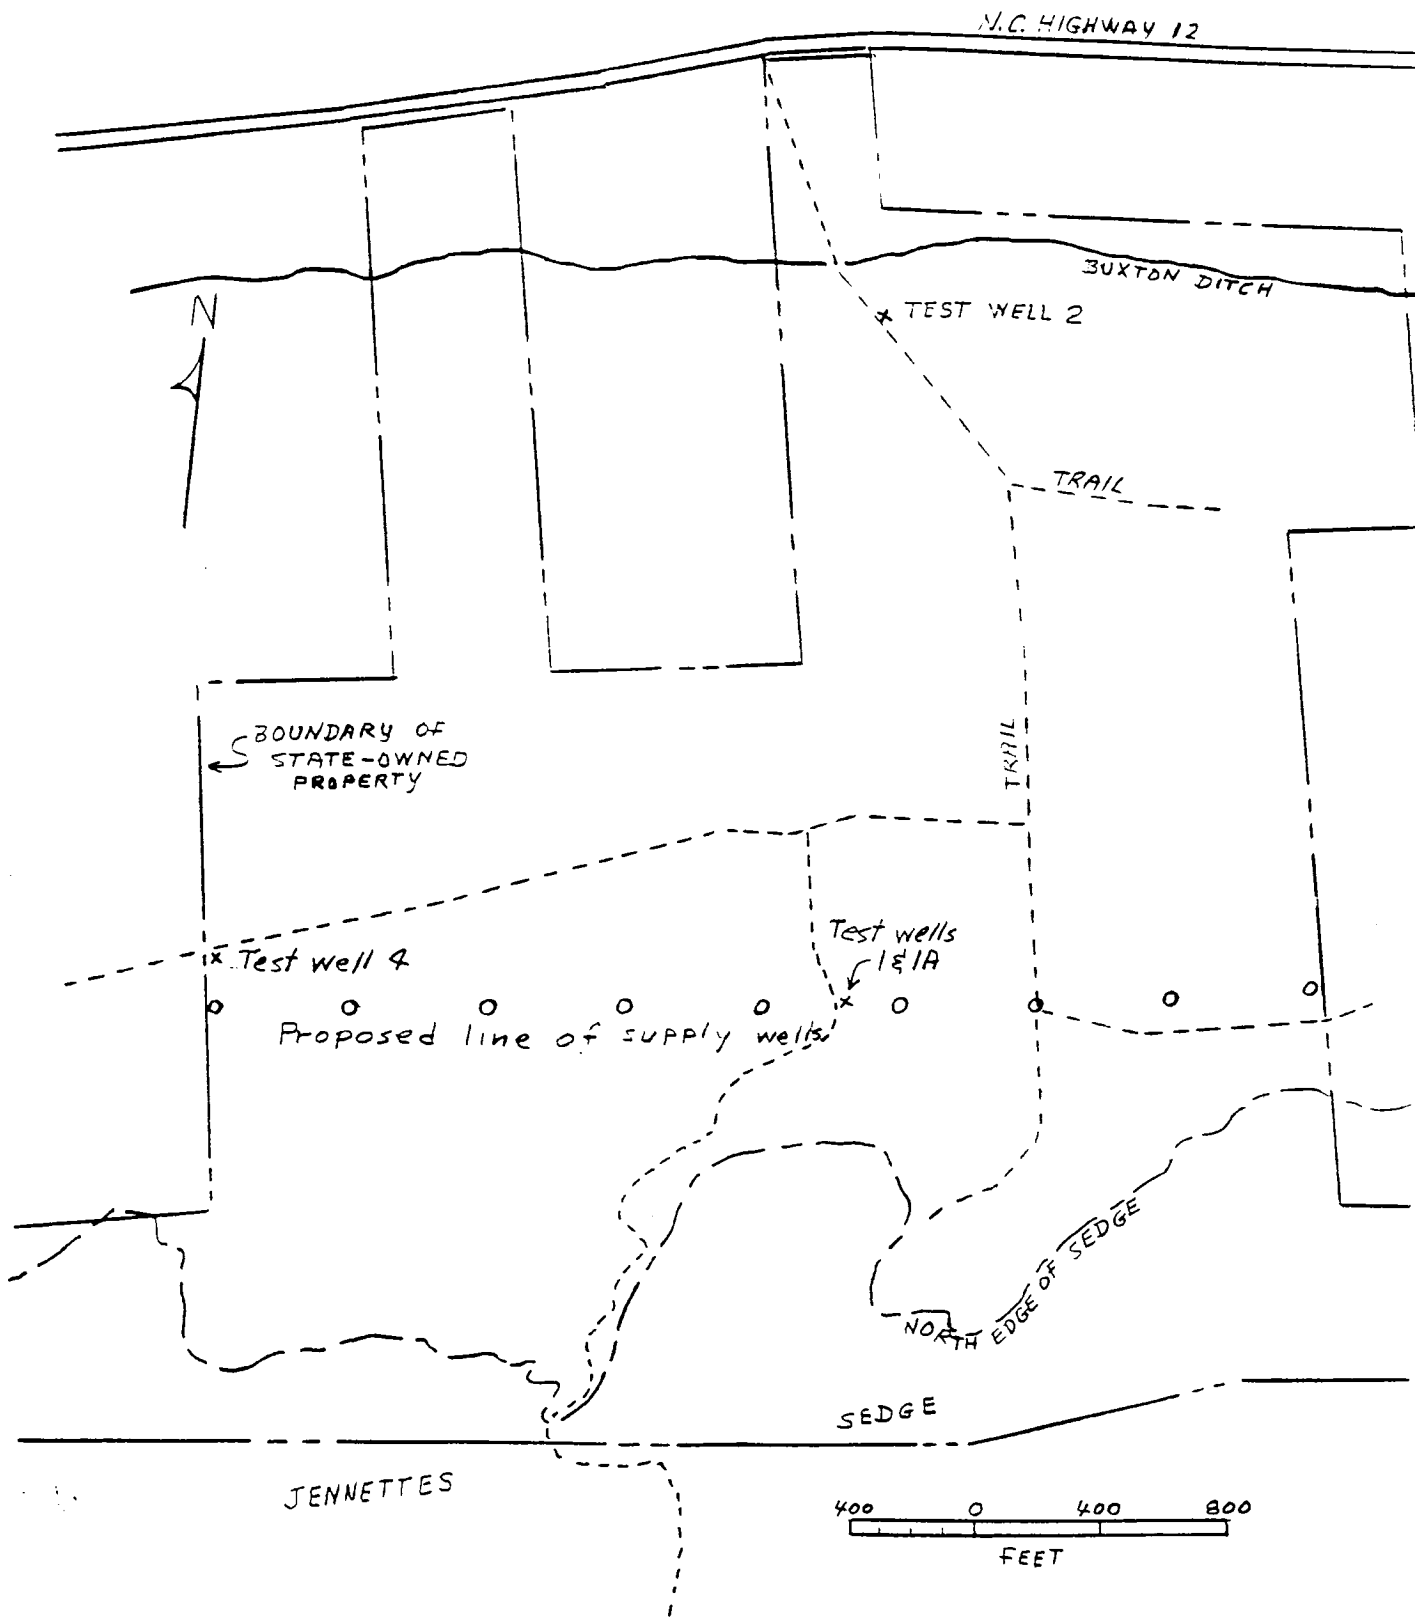 N.C. HIGHWAY 12
BUXTON DITCH
N
TEST WELL 2
TRAIL
BOUNDARY OF
STATE-OWNED
PROPERTY
TRAIL
Test wells
1&1A
Test well 4
Proposed line of supply wells
NORTH EDGE OF SEDGE
SEDGE
JENNETTES
400 0 400 800
FEET